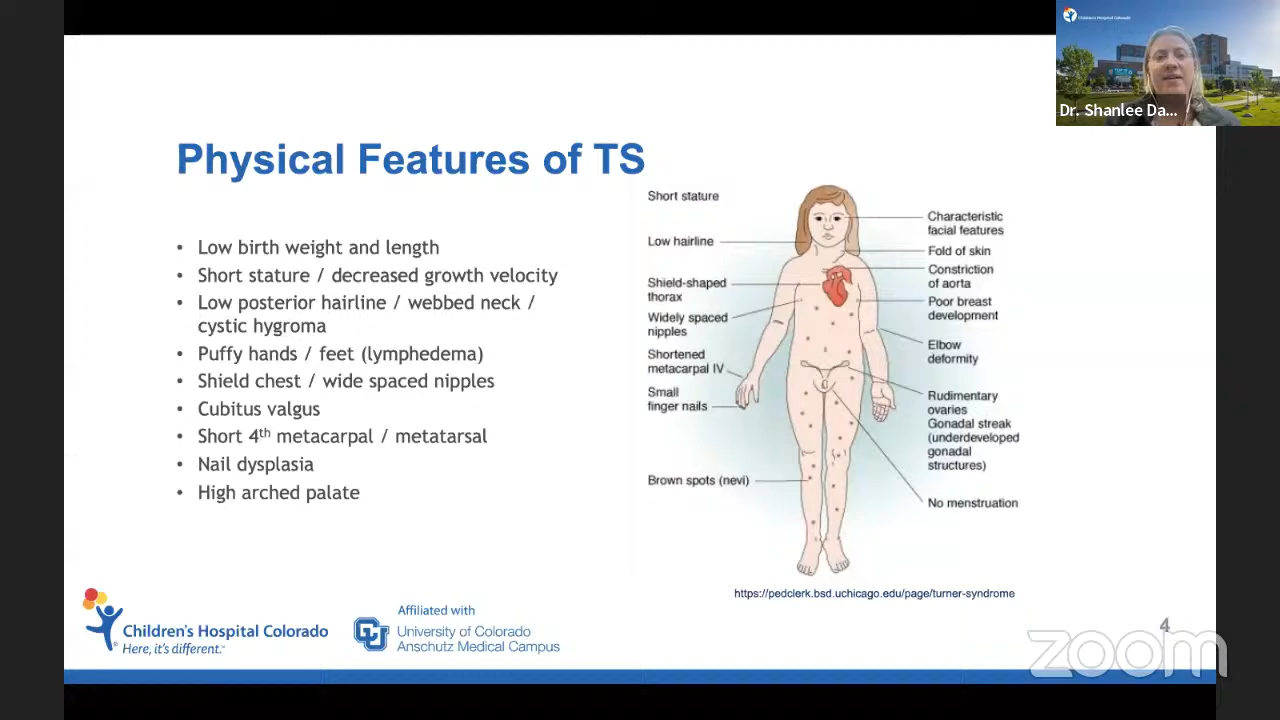 Children's Hospital Colorado
Dr. Shanlee Da...
Physical Features of TS
• Low birth weight and length
• Short stature / decreased growth velocity
• Low posterior hairline / webbed neck /
cystic hygroma
• Puffy hands / feet (lymphedema)
• Shield chest / wide spaced nipples
• Cubitus valgus
• Short 4th metacarpal / metatarsal
• Nail dysplasia
• High arched palate
Short stature
Low hairline
Shield-shaped
thorax
Widely spaced
nipples
Shortened
metacarpal IV
Small
finger nails
Brown spots (nevi)
Characteristic
facial features
Fold of skin
Constriction
of aorta
Poor breast
development
Elbow
deformity
Rudimentary
ovaries
Gonadal streak
(underdeveloped
gonadal
structures)
No menstruation
https://pedclerk.bsd.uchicago.edu/page/turner-syndrome
Children's Hospital Colorado
Here, it's different.™
Affiliated with
University of Colorado
Anschutz Medical Campus
4
zoom